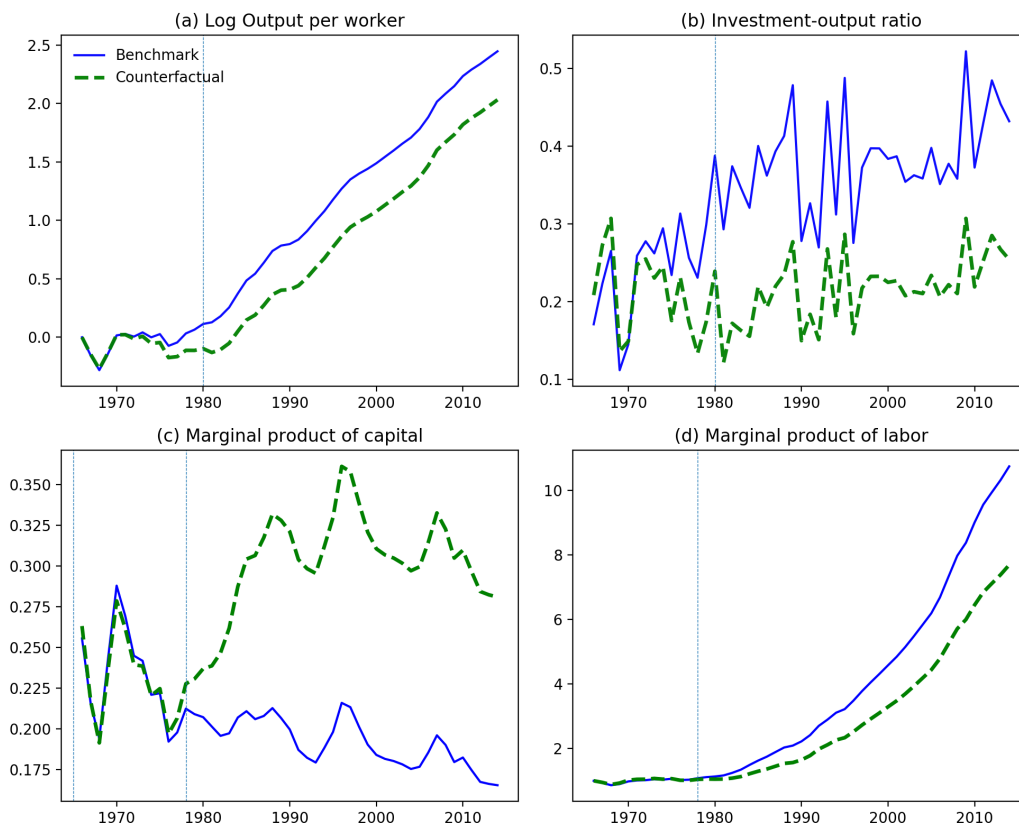 (a) Log Output per worker
Benchmark
Counterfactual
2.5
2.0
1.5
1.0
0.5
0.0
1970 1980 1990 2000 2010
(b) Investment-output ratio
0.5
0.4
0.3
0.2
0.1
1970 1980 1990 2000 2010
(c) Marginal product of capital
0.350
0.325
0.300
0.275
0.250
0.225
0.200
0.175
1970 1980 1990 2000 2010
(d) Marginal product of labor
10
8
6
4
2
1970 1980 1990 2000 2010